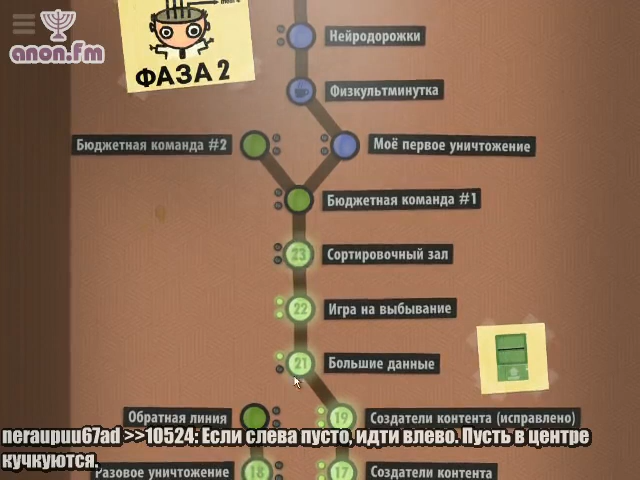 anon.fm
ФАЗА 2
Нейродорожки
Физкультминутка
Бюджетная команда #2
Моё первое уничтожение
Бюджетная команда #1
23 Сортировочный зал
22 Игра на выбывание
21 Большие данные
Обратная линия
19 Создатели контента (исправлено)
neraupuu67ad >>10524: Если слева пусто, идти влево. Пусть в центре
кучкуются.
Разовое уничтожение
18
17 Создатели контента